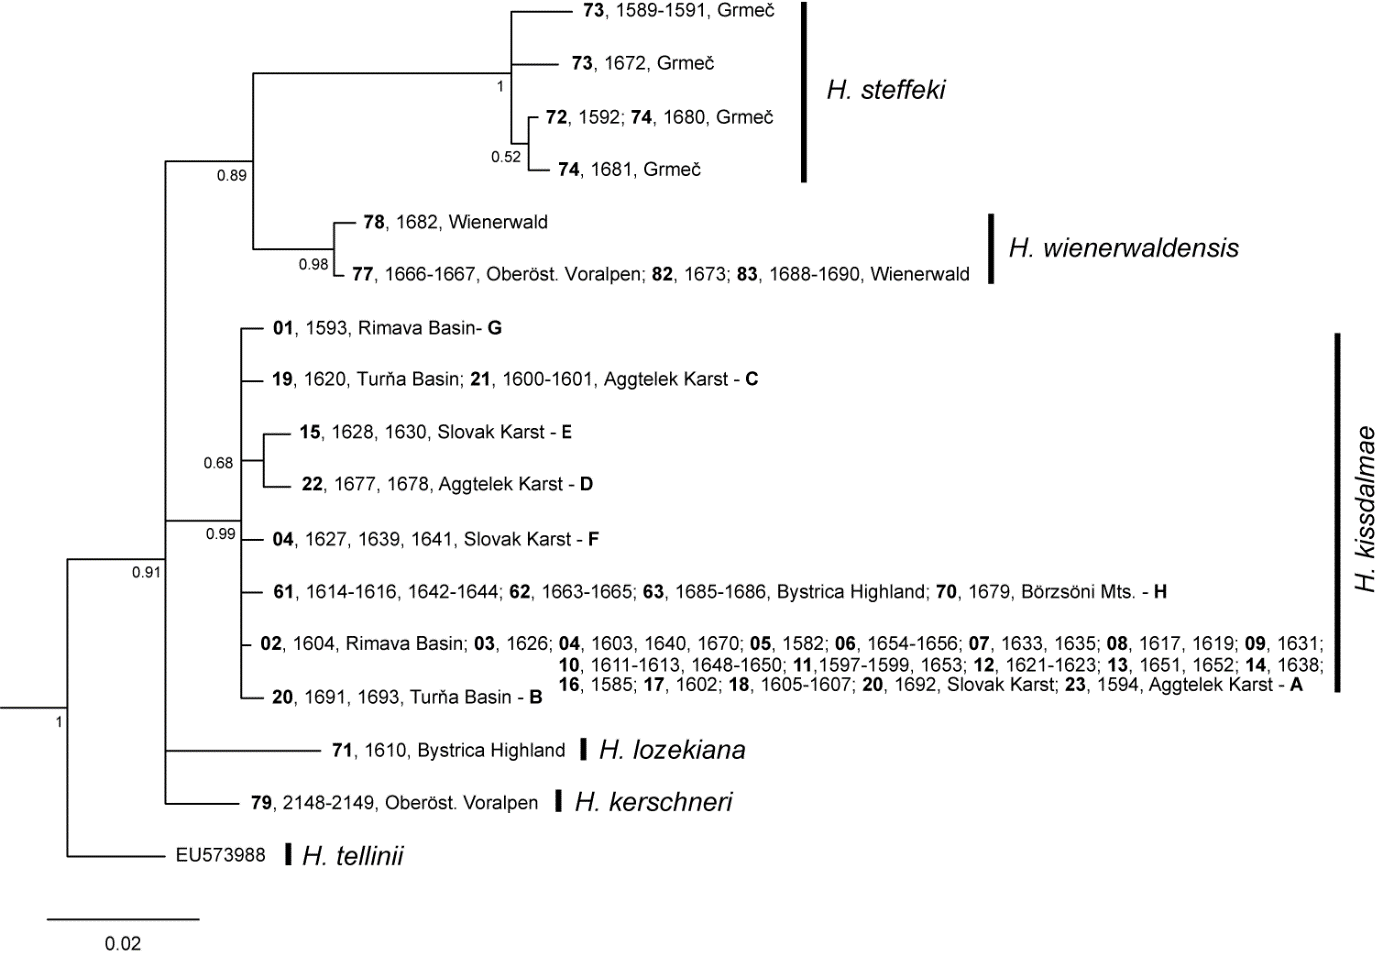 73, 1589-1591, Grmeč
73, 1672, Grmeč
1
H. steffeki
72, 1592; 74, 1680, Grmeč
0.52
74, 1681, Grmeč
0.89
78, 1682, Wienerwald
H. wienerwaldensis
0.98
77, 1666-1667, Oberöst. Voralpen; 82, 1673; 83, 1688-1690, Wienerwald
01, 1593, Rimava Basin- G
19, 1620, Turňa Basin; 21, 1600-1601, Aggtelek Karst - C
15, 1628, 1630, Slovak Karst - E
0.68
22, 1677, 1678, Aggtelek Karst - D
0.99
04, 1627, 1639, 1641, Slovak Karst - F
H. kissdalmae
0.91
61, 1614-1616, 1642-1644; 62, 1663-1665; 63, 1685-1686, Bystrica Highland; 70, 1679, Börzsöni Mts. - H
02, 1604, Rimava Basin; 03, 1626; 04, 1603, 1640, 1670; 05, 1582; 06, 1654-1656; 07, 1633, 1635; 08, 1617, 1619; 09, 1631;
10, 1611-1613, 1648-1650; 11,1597-1599, 1653; 12, 1621-1623; 13, 1651, 1652; 14, 1638;
16, 1585; 17, 1602; 18, 1605-1607; 20, 1692, Slovak Karst; 23, 1594, Aggtelek Karst - A
20, 1691, 1693, Turňa Basin - B
1
71, 1610, Bystrica Highland
H. lozekiana
79, 2148-2149, Oberöst. Voralpen
H. kerschneri
EU573988
H. tellinii
0.02